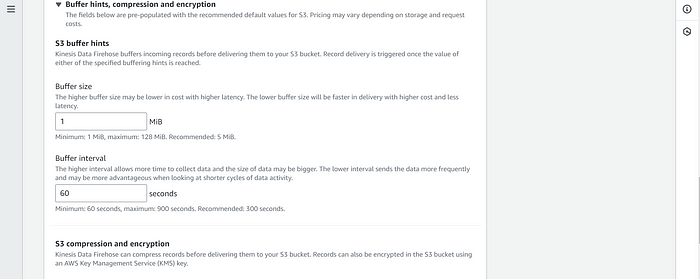 Buffer hints, compression and encryption
The fields below are pre-populated with the recommended default values for S3. Pricing may vary depending on storage and request
costs.
S3 buffer hints
Kinesis Data Firehose buffers incoming records before delivering them to your S3 bucket. Record delivery is triggered once the value of
either of the specified buffering hints is reached.
Buffer size
The higher buffer size may be lower in cost with higher latency. The lower buffer size will be faster in delivery with higher cost and less
latency.
1 MiB
Minimum: 1 MiB, maximum: 128 MiB. Recommended: 5 MiB.
Buffer interval
The higher interval allows more time to collect data and the size of data may be bigger. The lower interval sends the data more frequently
and may be more advantageous when looking at shorter cycles of data activity.
60 seconds
Minimum: 60 seconds, maximum: 900 seconds. Recommended: 300 seconds.
S3 compression and encryption
Kinesis Data Firehose can compress records before delivering them to your S3 bucket. Records can also be encrypted in the S3 bucket using
an AWS Key Management Service (KMS) key.